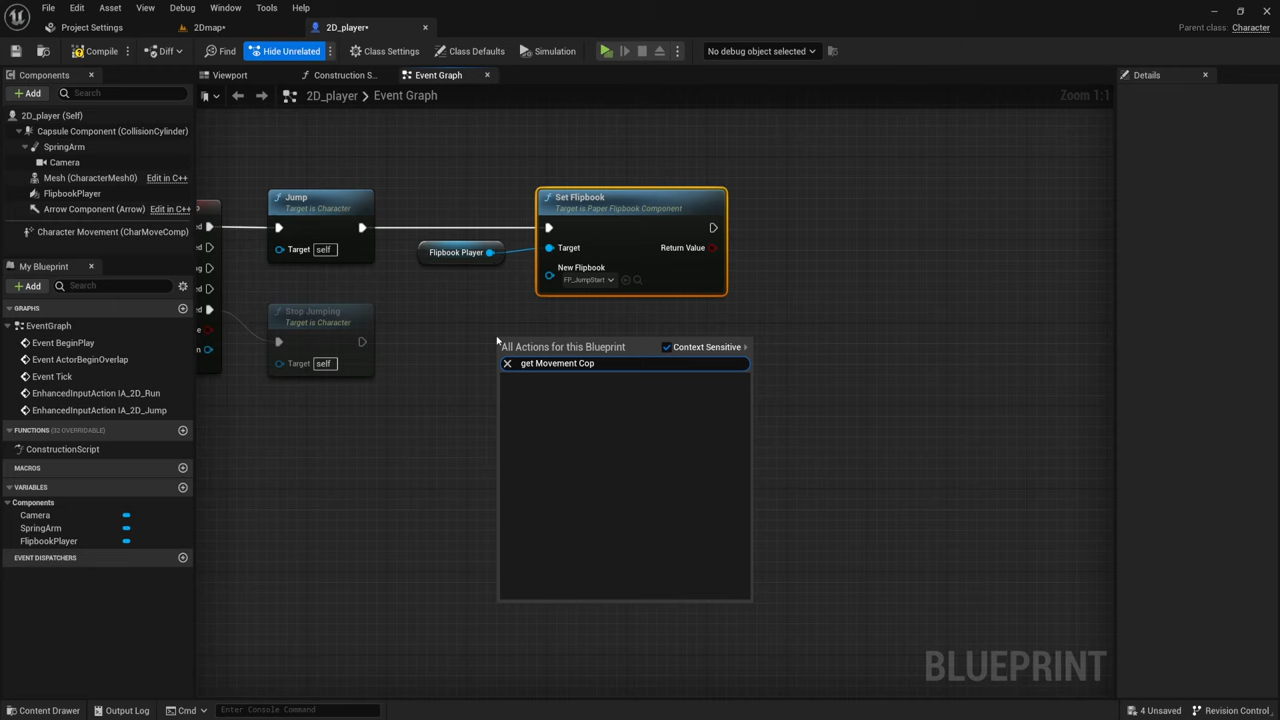 File Edit Asset View Debug Window Tools Help
Project Settings 2Dmap• 2D_player• Parent class: Character
Compile Diff Find Hide Unrelated Class Settings Class Defaults Simulation No debug object selected
Components Viewport Construction S... Event Graph Details
Add Search 2D_player Event Graph Zoom 1:1
2D_player (Self)
Capsule Component (CollisionCylinder)
SpringArm
Camera
Mesh (CharacterMesh0) Edit in C++
FlipbookPlayer
Arrow Component (Arrow) Edit in C++
Character Movement (CharMoveComp)
My Blueprint
Add Search
GRAPHS
EventGraph
Event BeginPlay
Event ActorBeginOverlap
Event Tick
EnhancedInputAction IA_2D_Run
EnhancedInputAction IA_2D_Jump
FUNCTIONS (32 OVERRIDABLE)
ConstructionScript
MACROS
VARIABLES
Components
Camera
SpringArm
FlipbookPlayer
EVENT DISPATCHERS
Jump
Target is Character
Target self
Stop Jumping
Target is Character
Target self
Flipbook Player
Set Flipbook
Target is Paper Flipbook Component
Target Return Value
New Flipbook
FP_JumpStart
All Actions for this Blueprint Context Sensitive
get Movement Cop
BLUEPRINT
Content Drawer Output Log Cmd Enter Console Command 4 Unsaved Revision Control